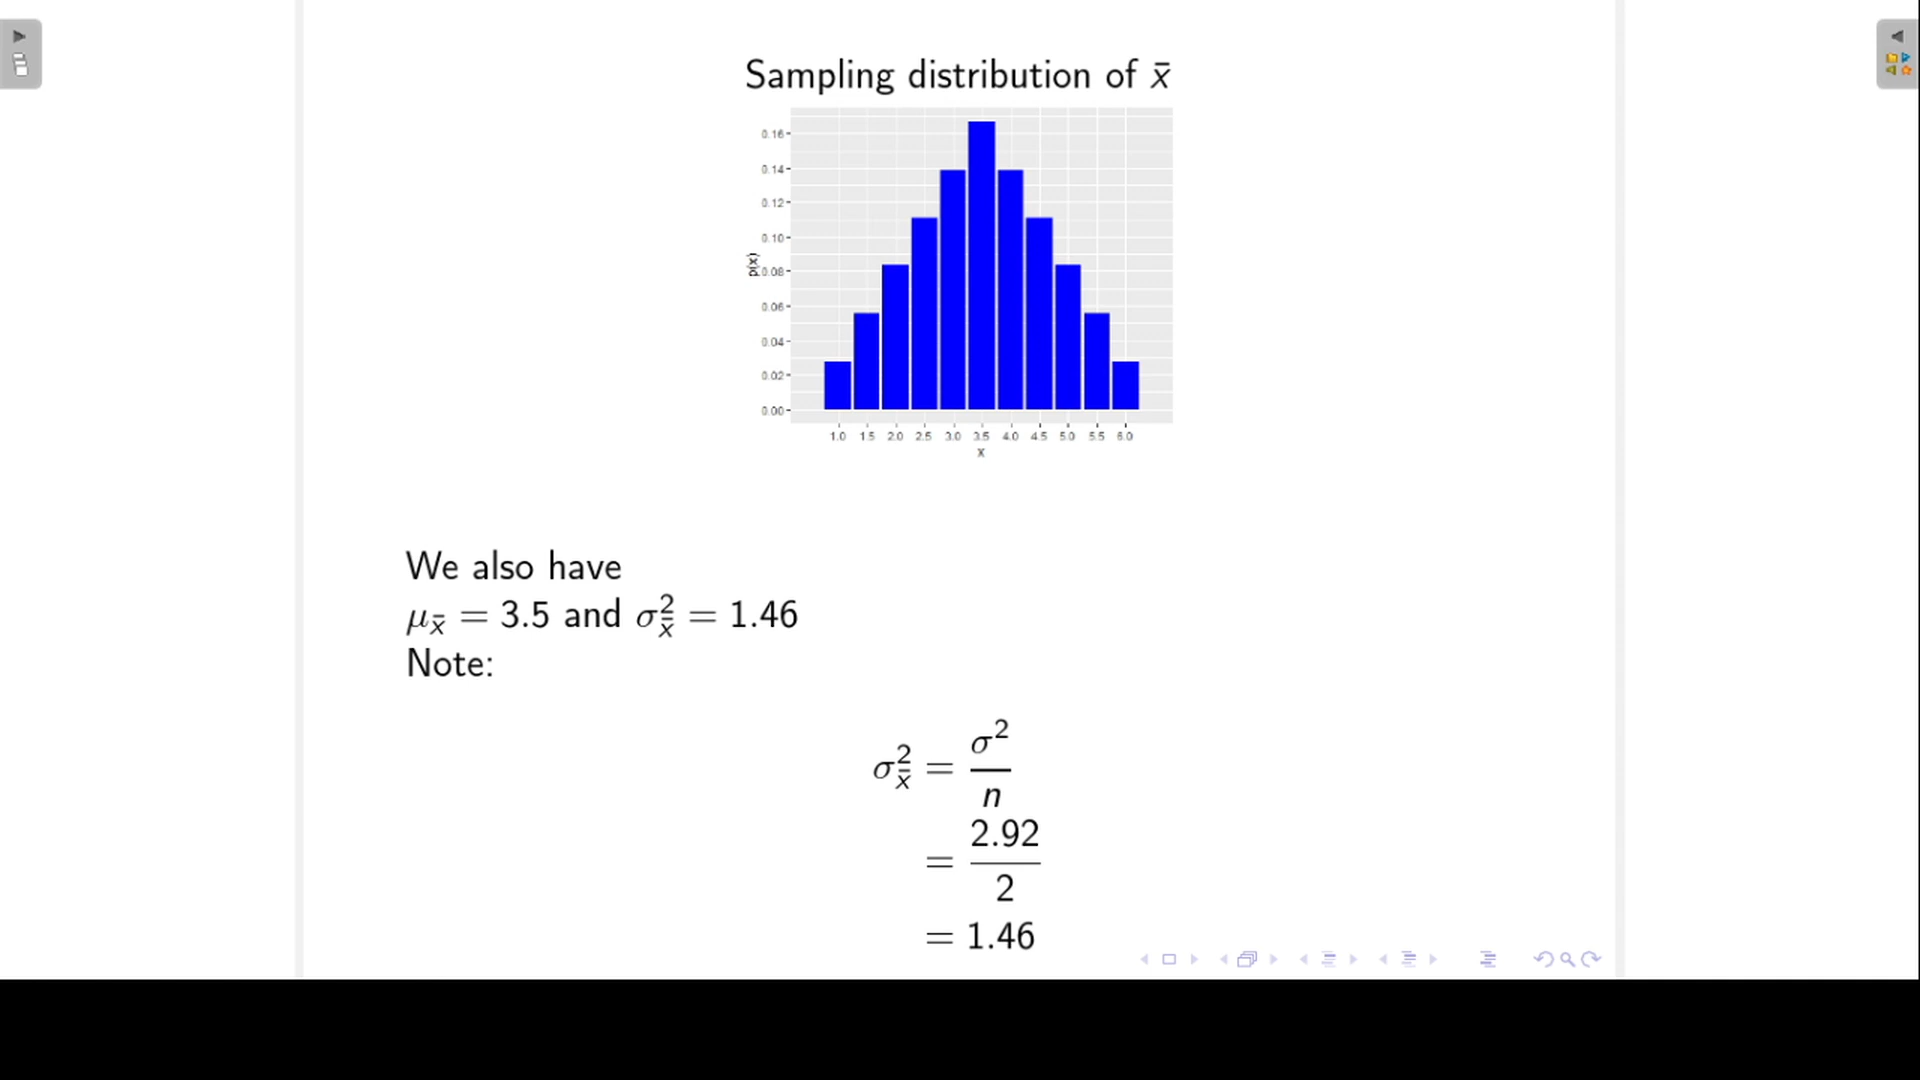 Sampling distribution of x̄
0.16
0.14
0.12
0.10
0.08
0.06
0.04
0.02
0.00
p(x)
1.0 1.5 2.0 2.5 3.0 3.5 4.0 4.5 5.0 5.5 6.0
x
We also have
μ_x̄ = 3.5 and σ²_x̄ = 1.46
Note:
σ²_x̄ = σ²/n
= 2.92/2
= 1.46